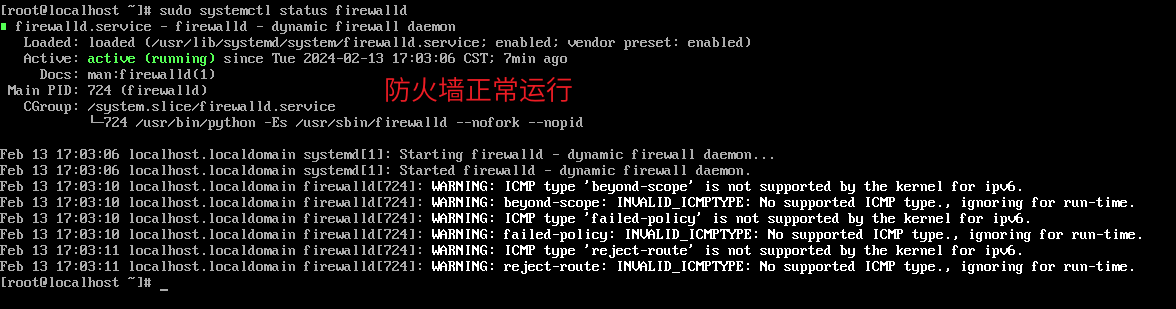 [root@localhost ~]# sudo systemctl status firewalld
firewalld.service - firewalld - dynamic firewall daemon
Loaded: loaded (/usr/lib/systemd/system/firewalld.service; enabled; vendor preset: enabled)
Active: active (running) since Tue 2024-02-13 17:03:06 CST; 7min ago
Docs: man:firewalld(1)
Main PID: 724 (firewalld)
防火墙正常运行
CGroup: /system.slice/firewalld.service
└─724 /usr/bin/python -Es /usr/sbin/firewalld --nofork --nopid
Feb 13 17:03:06 localhost.localdomain systemd[1]: Starting firewalld - dynamic firewall daemon...
Feb 13 17:03:06 localhost.localdomain systemd[1]: Started firewalld - dynamic firewall daemon.
Feb 13 17:03:10 localhost.localdomain firewalld[724]: WARNING: ICMP type 'beyond-scope' is not supported by the kernel for ipv6.
Feb 13 17:03:10 localhost.localdomain firewalld[724]: WARNING: beyond-scope: INVALID_ICMPTYPE: No supported ICMP type., ignoring for run-time.
Feb 13 17:03:10 localhost.localdomain firewalld[724]: WARNING: ICMP type 'failed-policy' is not supported by the kernel for ipv6.
Feb 13 17:03:10 localhost.localdomain firewalld[724]: WARNING: failed-policy: INVALID_ICMPTYPE: No supported ICMP type., ignoring for run-time.
Feb 13 17:03:11 localhost.localdomain firewalld[724]: WARNING: ICMP type 'reject-route' is not supported by the kernel for ipv6.
Feb 13 17:03:11 localhost.localdomain firewalld[724]: WARNING: reject-route: INVALID_ICMPTYPE: No supported ICMP type., ignoring for run-time.
[root@localhost ~]# _